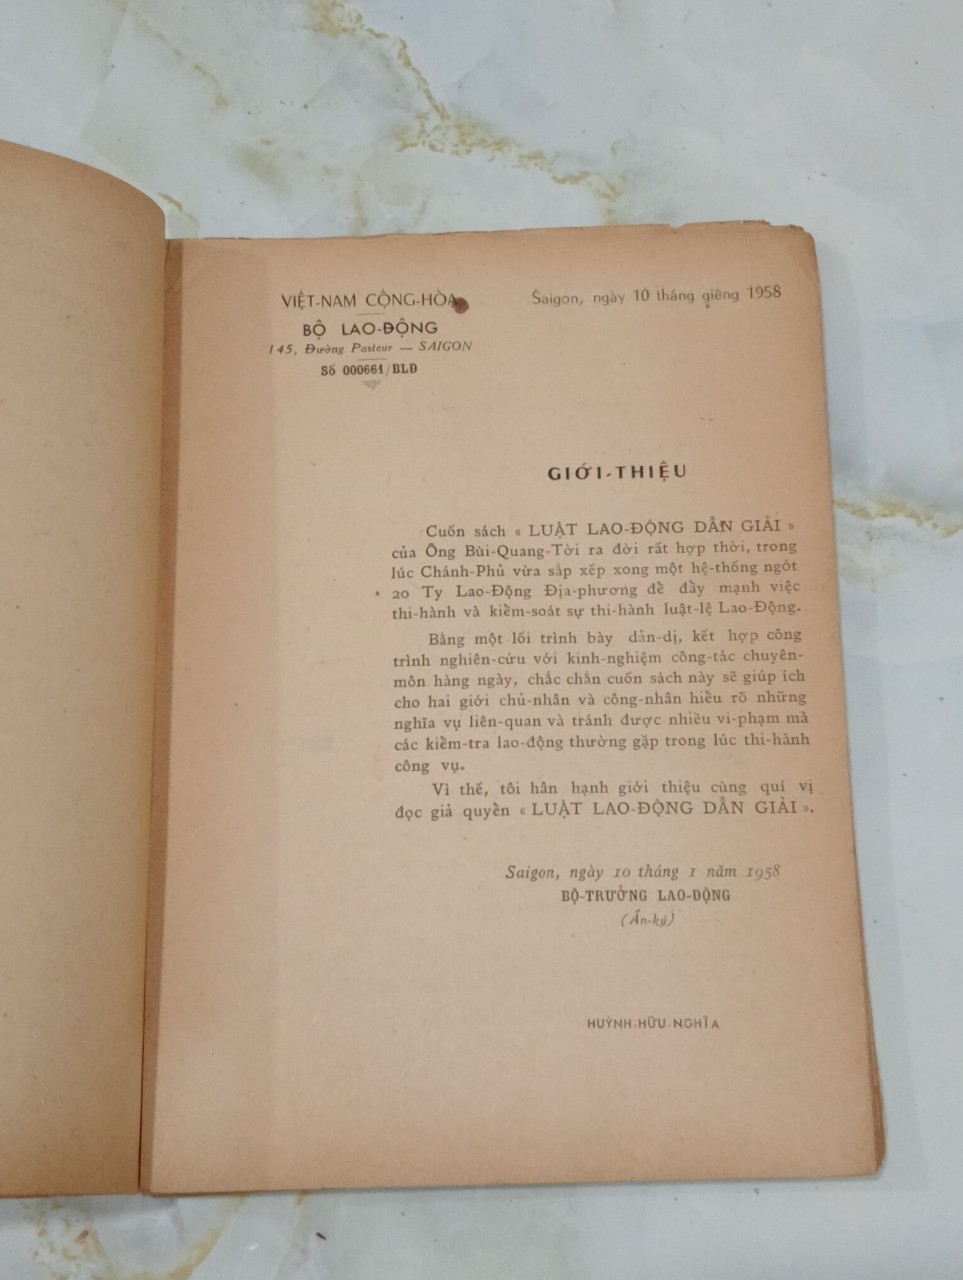 VIỆT-NAM CỘNG-HÒA
BỘ LAO-ĐỘNG
145, Đường Pasteur — SAIGON
Số 000661/BLĐ
Saigon, ngày 10 tháng giêng 1958
GIỚI-THIỆU
Cuốn sách « LUẬT LAO-ĐỘNG DẪN GIẢI »
của Ông Bùi-Quang-Tời ra đời rất hợp thời, trong
lúc Chánh-Phủ vừa sắp xếp xong một hệ-thống ngót
20 Ty Lao-Động Địa-phương để đầy mạnh việc
thi-hành và kiểm-soát sự thi-hành luật-lệ Lao-Động.
Bằng một lối trình bày dản-dị, kết hợp công
trình nghiên-cứu với kinh-nghiệm công-tác chuyên-
môn hàng ngày, chắc chắn cuốn sách này sẽ giúp ích
cho hai giới chủ-nhân và công-nhân hiểu rõ những
nghĩa vụ liên-quan và tránh được nhiều vi-phạm mà
các kiểm-tra lao-động thường gặp trong lúc thi-hành
công vụ.
Vì thế, tôi hân hạnh giới thiệu cùng quí vị
đọc giả quyển « LUẬT LAO-ĐỘNG DẪN GIẢI ».
Saigon, ngày 10 tháng 1 năm 1958
BỘ-TRƯỞNG LAO-ĐỘNG
(Ấn-ký)
HUỲNH-HỮU-NGHĨA